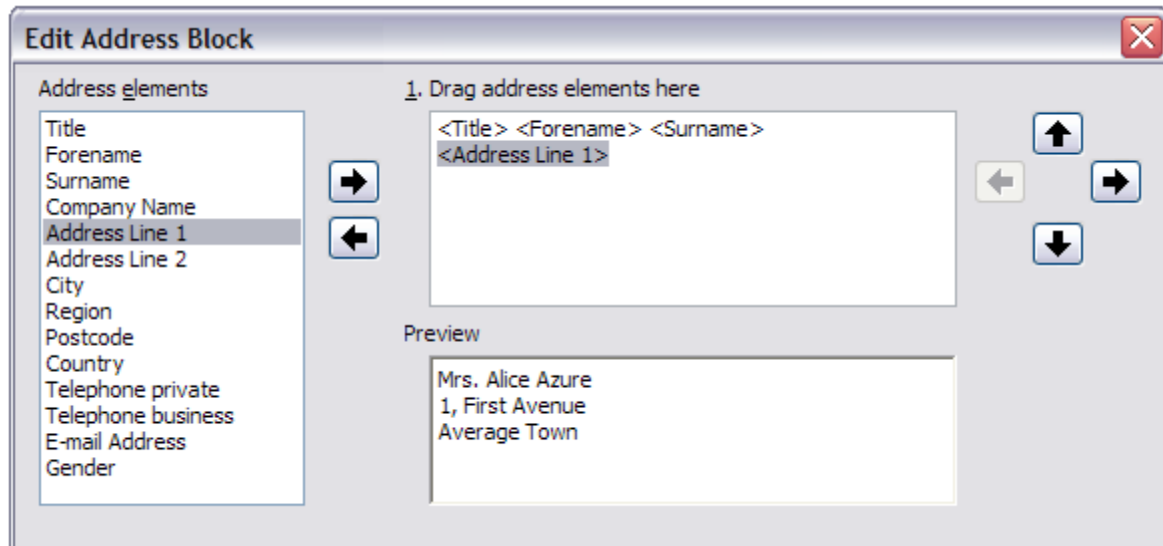 Edit Address Block
Address elements
Title
Forename
Surname
Company Name
Address Line 1
Address Line 2
City
Region
Postcode
Country
Telephone private
Telephone business
E-mail Address
Gender
1. Drag address elements here
<Title> <Forename> <Surname>
<Address Line 1>
Preview
Mrs. Alice Azure
1, First Avenue
Average Town